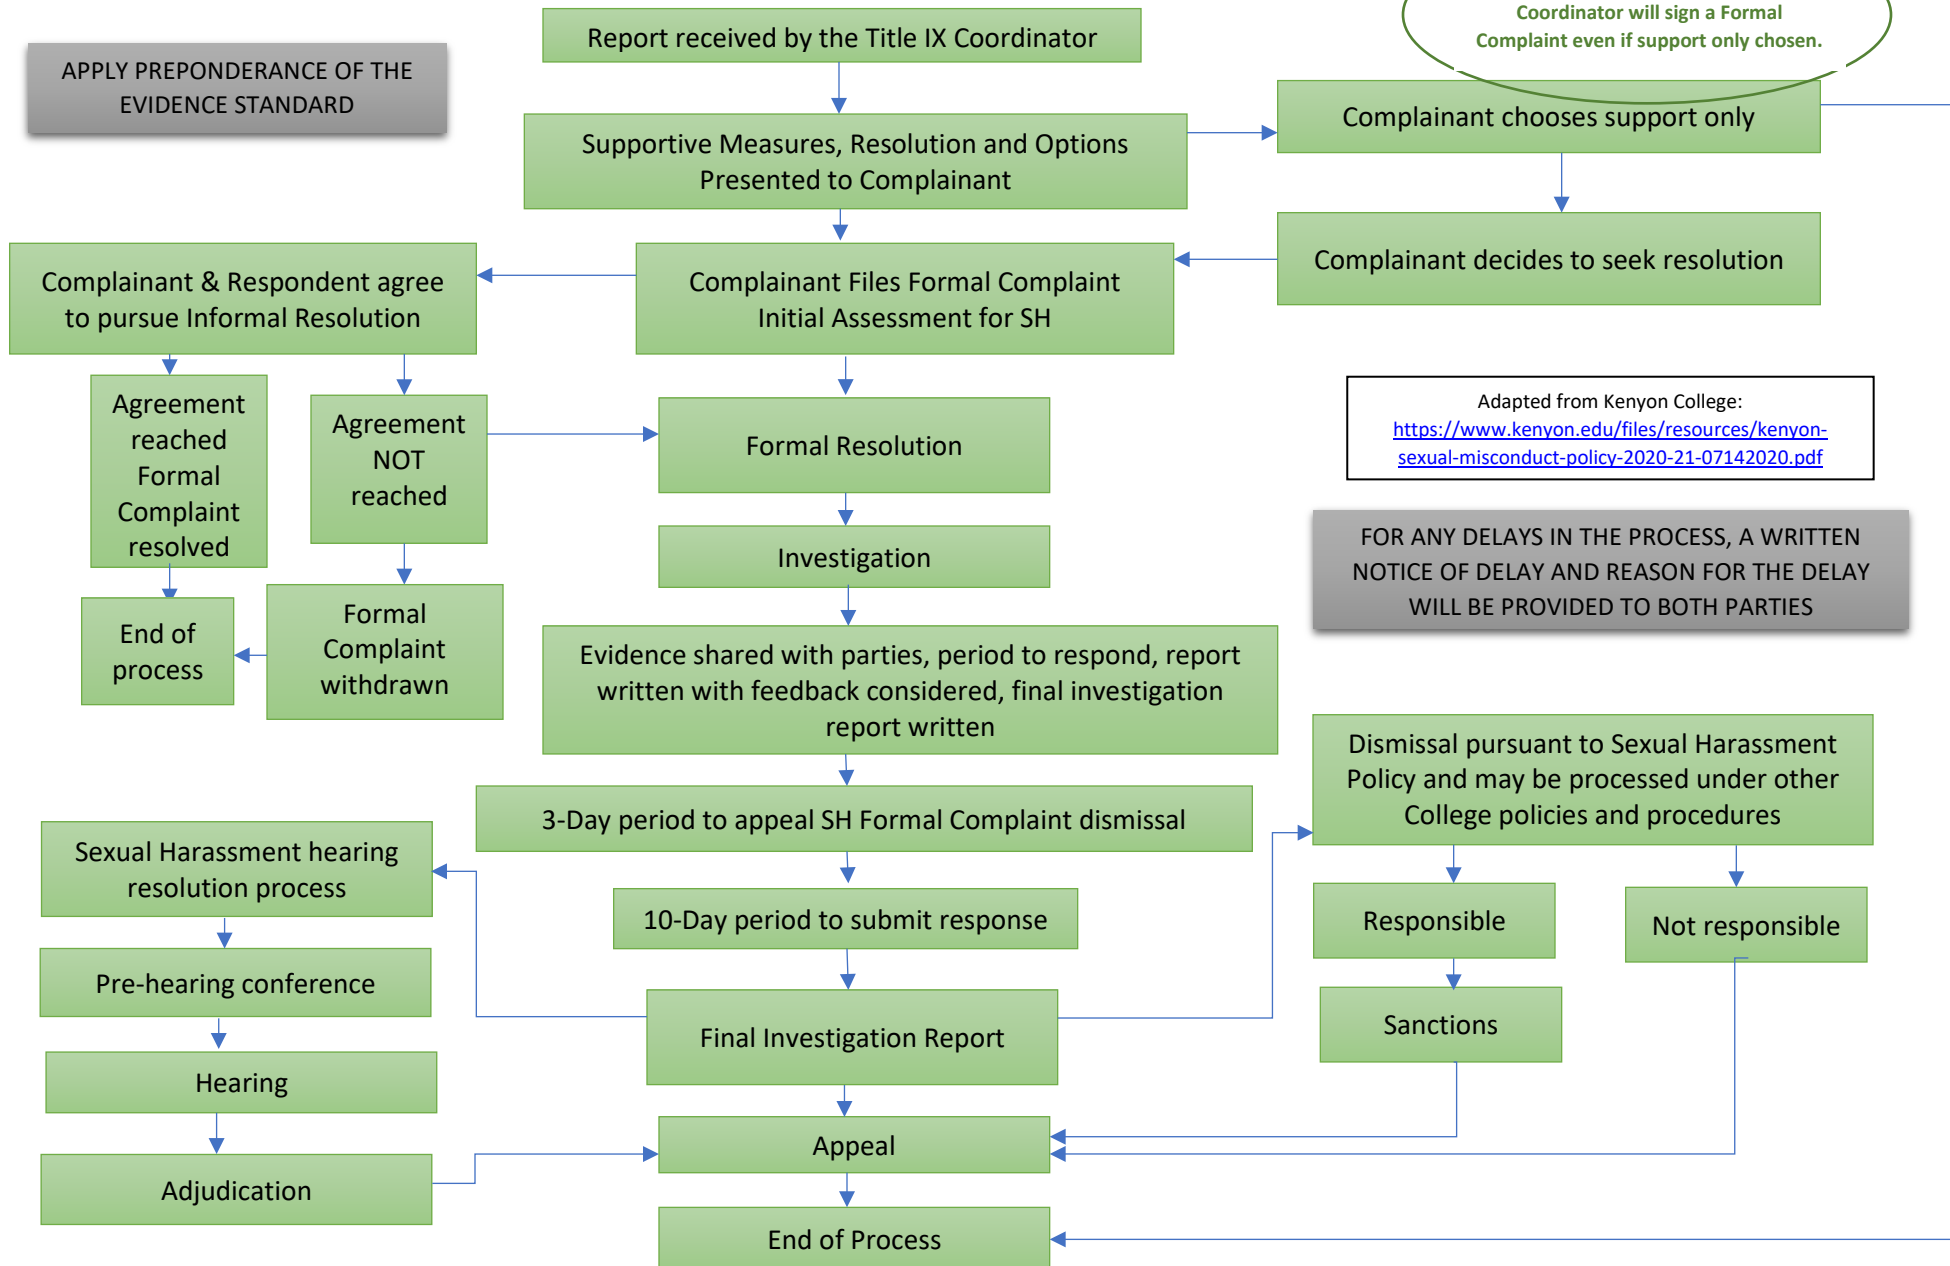 Coordinator will sign a Formal
Complaint even if support only chosen.
Report received by the Title IX Coordinator
APPLY PREPONDERANCE OF THE
EVIDENCE STANDARD
Supportive Measures, Resolution and Options
Presented to Complainant
Complainant chooses support only
Complainant & Respondent agree
to pursue Informal Resolution
Complainant Files Formal Complaint
Initial Assessment for SH
Complainant decides to seek resolution
Agreement
reached
Formal
Complaint
resolved
Agreement
NOT
reached
Formal Resolution
Adapted from Kenyon College:
https://www.kenyon.edu/files/resources/kenyon-
sexual-misconduct-policy-2020-21-07142020.pdf
Investigation
FOR ANY DELAYS IN THE PROCESS, A WRITTEN
NOTICE OF DELAY AND REASON FOR THE DELAY
WILL BE PROVIDED TO BOTH PARTIES
End of
process
Formal
Complaint
withdrawn
Evidence shared with parties, period to respond, report
written with feedback considered, final investigation
report written
Dismissal pursuant to Sexual Harassment
Policy and may be processed under other
College policies and procedures
3-Day period to appeal SH Formal Complaint dismissal
Sexual Harassment hearing
resolution process
10-Day period to submit response
Responsible
Not responsible
Pre-hearing conference
Final Investigation Report
Sanctions
Hearing
Appeal
Adjudication
End of Process